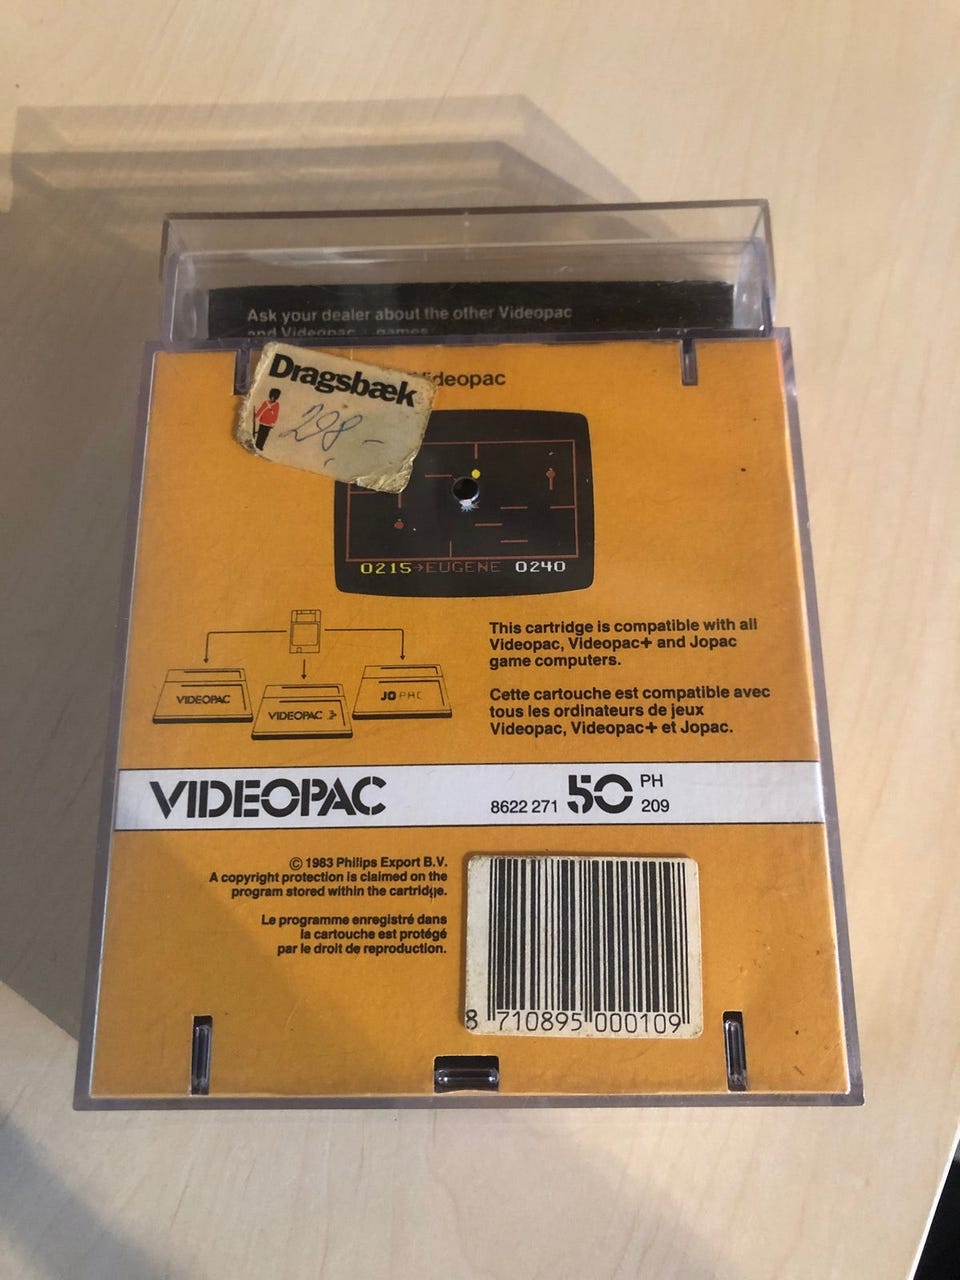 Ask your dealer about the other Videopac
and Videopac + games.
Dragsbæk
298,-
Videopac
0215→EUGENE 0240
VIDEOPAC
VIDEOPAC +
JOPAC
This cartridge is compatible with all
Videopac, Videopac+ and Jopac
game computers.
Cette cartouche est compatible avec
tous les ordinateurs de jeux
Videopac, Videopac+ et Jopac.
VIDEOPAC
8622 271 50 PH
209
© 1983 Philips Export B.V.
A copyright protection is claimed on the
program stored within the cartridge.
Le programme enregistré dans
la cartouche est protégé
par le droit de reproduction.
8 710895 000109